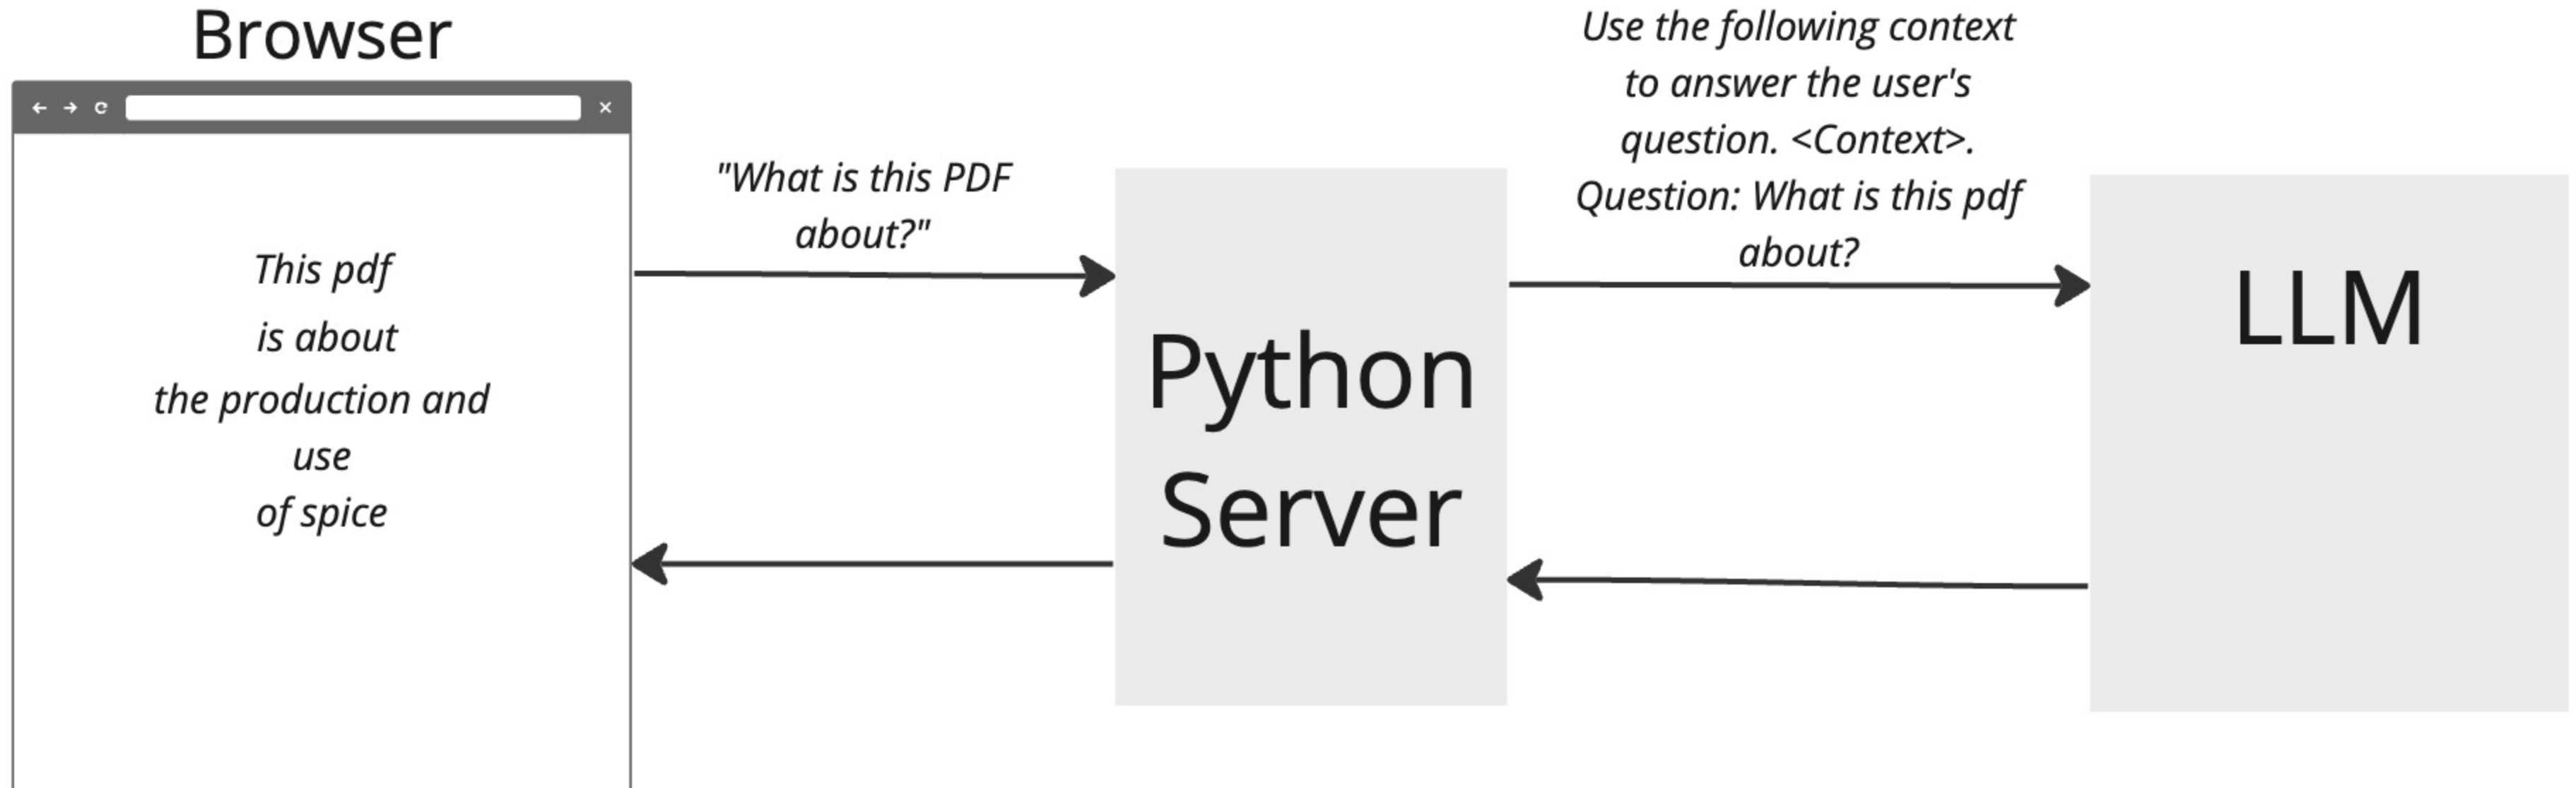 Browser
"What is this PDF
about?"
This pdf
is about
the production and
use
of spice
Python
Server
Use the following context
to answer the user's
question. <Context>.
Question: What is this pdf
about?
LLM